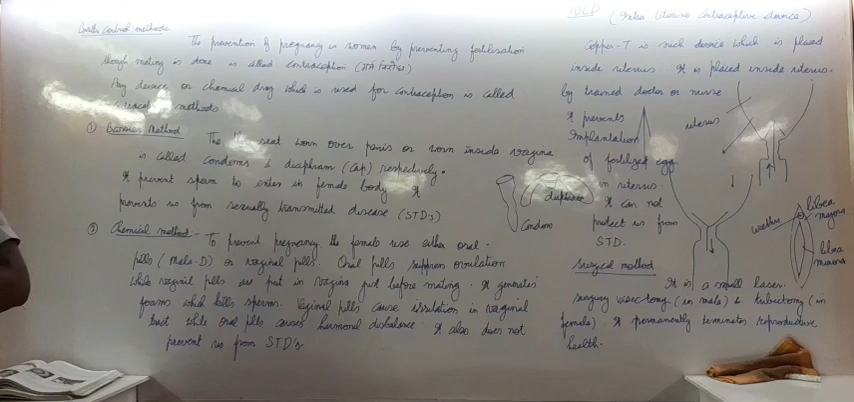 Birth Control methods
The prevention of pregnancy in women by preventing fertilisation
though mating is done is called contraception (गर्भ निरोधक)
Any device or chemical drug which is used for contraception is called
methods
① Barrier Method
The thin seat worn over penis or worn inside vagina
is called Condoms & diaphram (Cap) respectively.
It prevent sperm to enter in female body. It
prevents us from sexually transmitted disease (STD's)
Condom
diaphram
② Chemical method - To prevent pregnancy the female use either oral
pills (Mala-D) or vaginal pills. Oral pills suppress ovulation
while vaginal pills are put in vagina just before mating. It generates
foams which kills sperms. Vaginal pills cause irritation in vaginal
tract while oral pills causes hormonal disbalance. It also does not
prevent us from STD's.
IUCD (Intra Uterine Contraceptive device)
Copper-T is such device which is placed
inside uterus. It is placed inside uterus.
by trained doctor or nurse
It prevents
Implantation
of fertilized egg
in uterus.
It can not
protect us from
STD.
uterus
urethra
libea
majora
libea
minora
Surgical method
It is a small laser
surgery vasectomy (in male) & tubectomy (in
female). It permanently terminates reproductive
health.